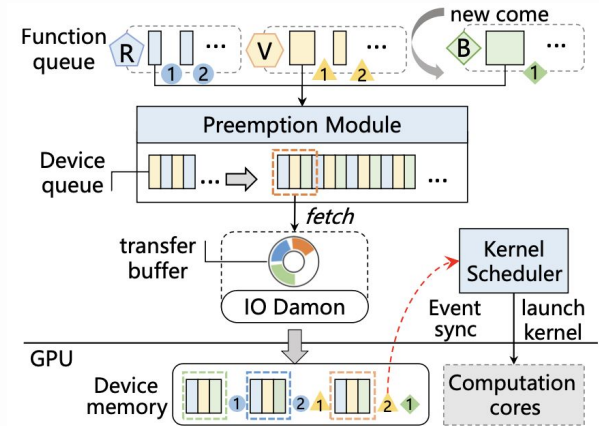 new come
Function
queue
R
...
V
...
B
...
1
2
1
2
1
Preemption Module
Device
queue
...
...
fetch
transfer
buffer
IO Damon
Kernel
Scheduler
Event
sync
launch
kernel
GPU
Device
memory
1
2
1
2
1
Computation
cores